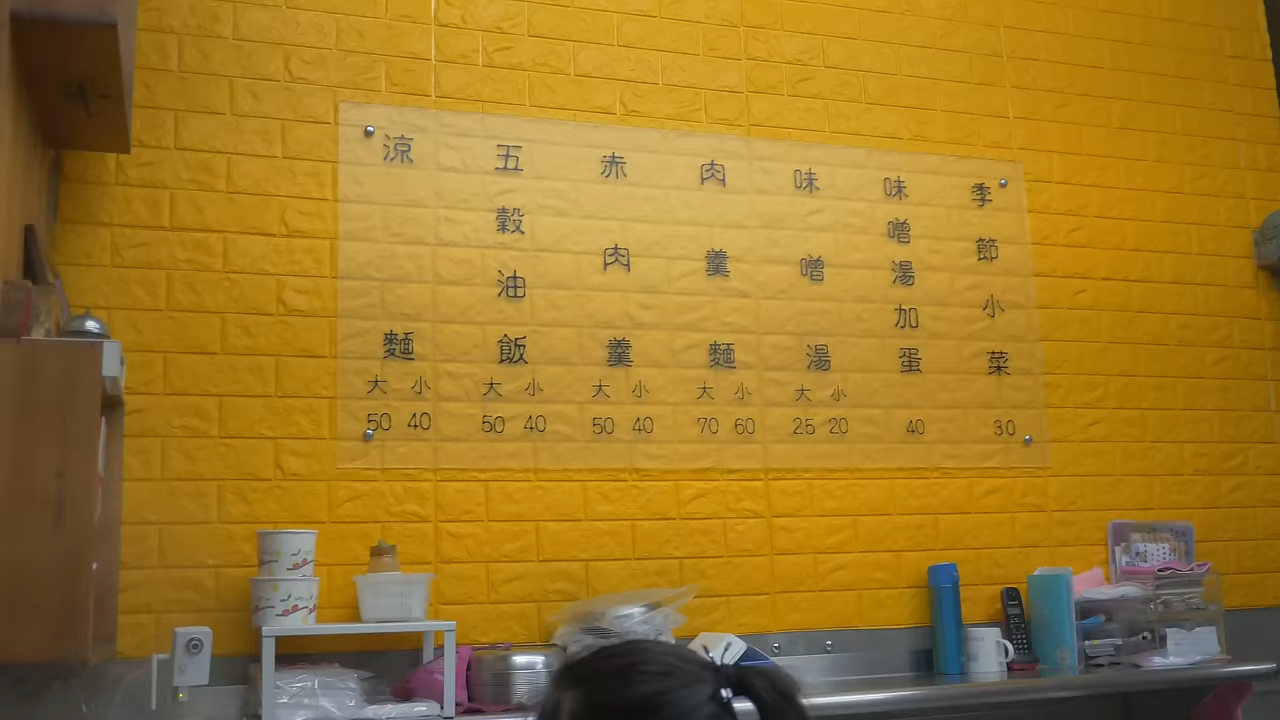 涼麵
大 小
50 40
五穀油飯
大 小
50 40
赤肉羹
大 小
50 40
肉羹麵
大 小
70 60
味噌湯
大 小
25 20
味噌湯加蛋
40
季節小菜
30